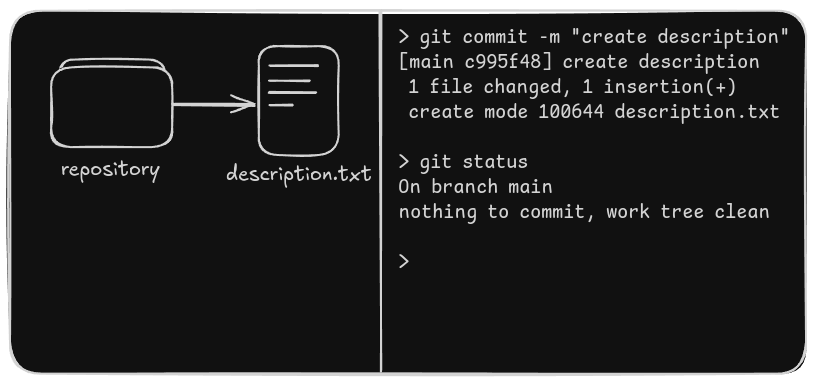 repository
description.txt
> git commit -m "create description"
[main c995f48] create description
 1 file changed, 1 insertion(+)
 create mode 100644 description.txt
> git status
On branch main
nothing to commit, work tree clean
>